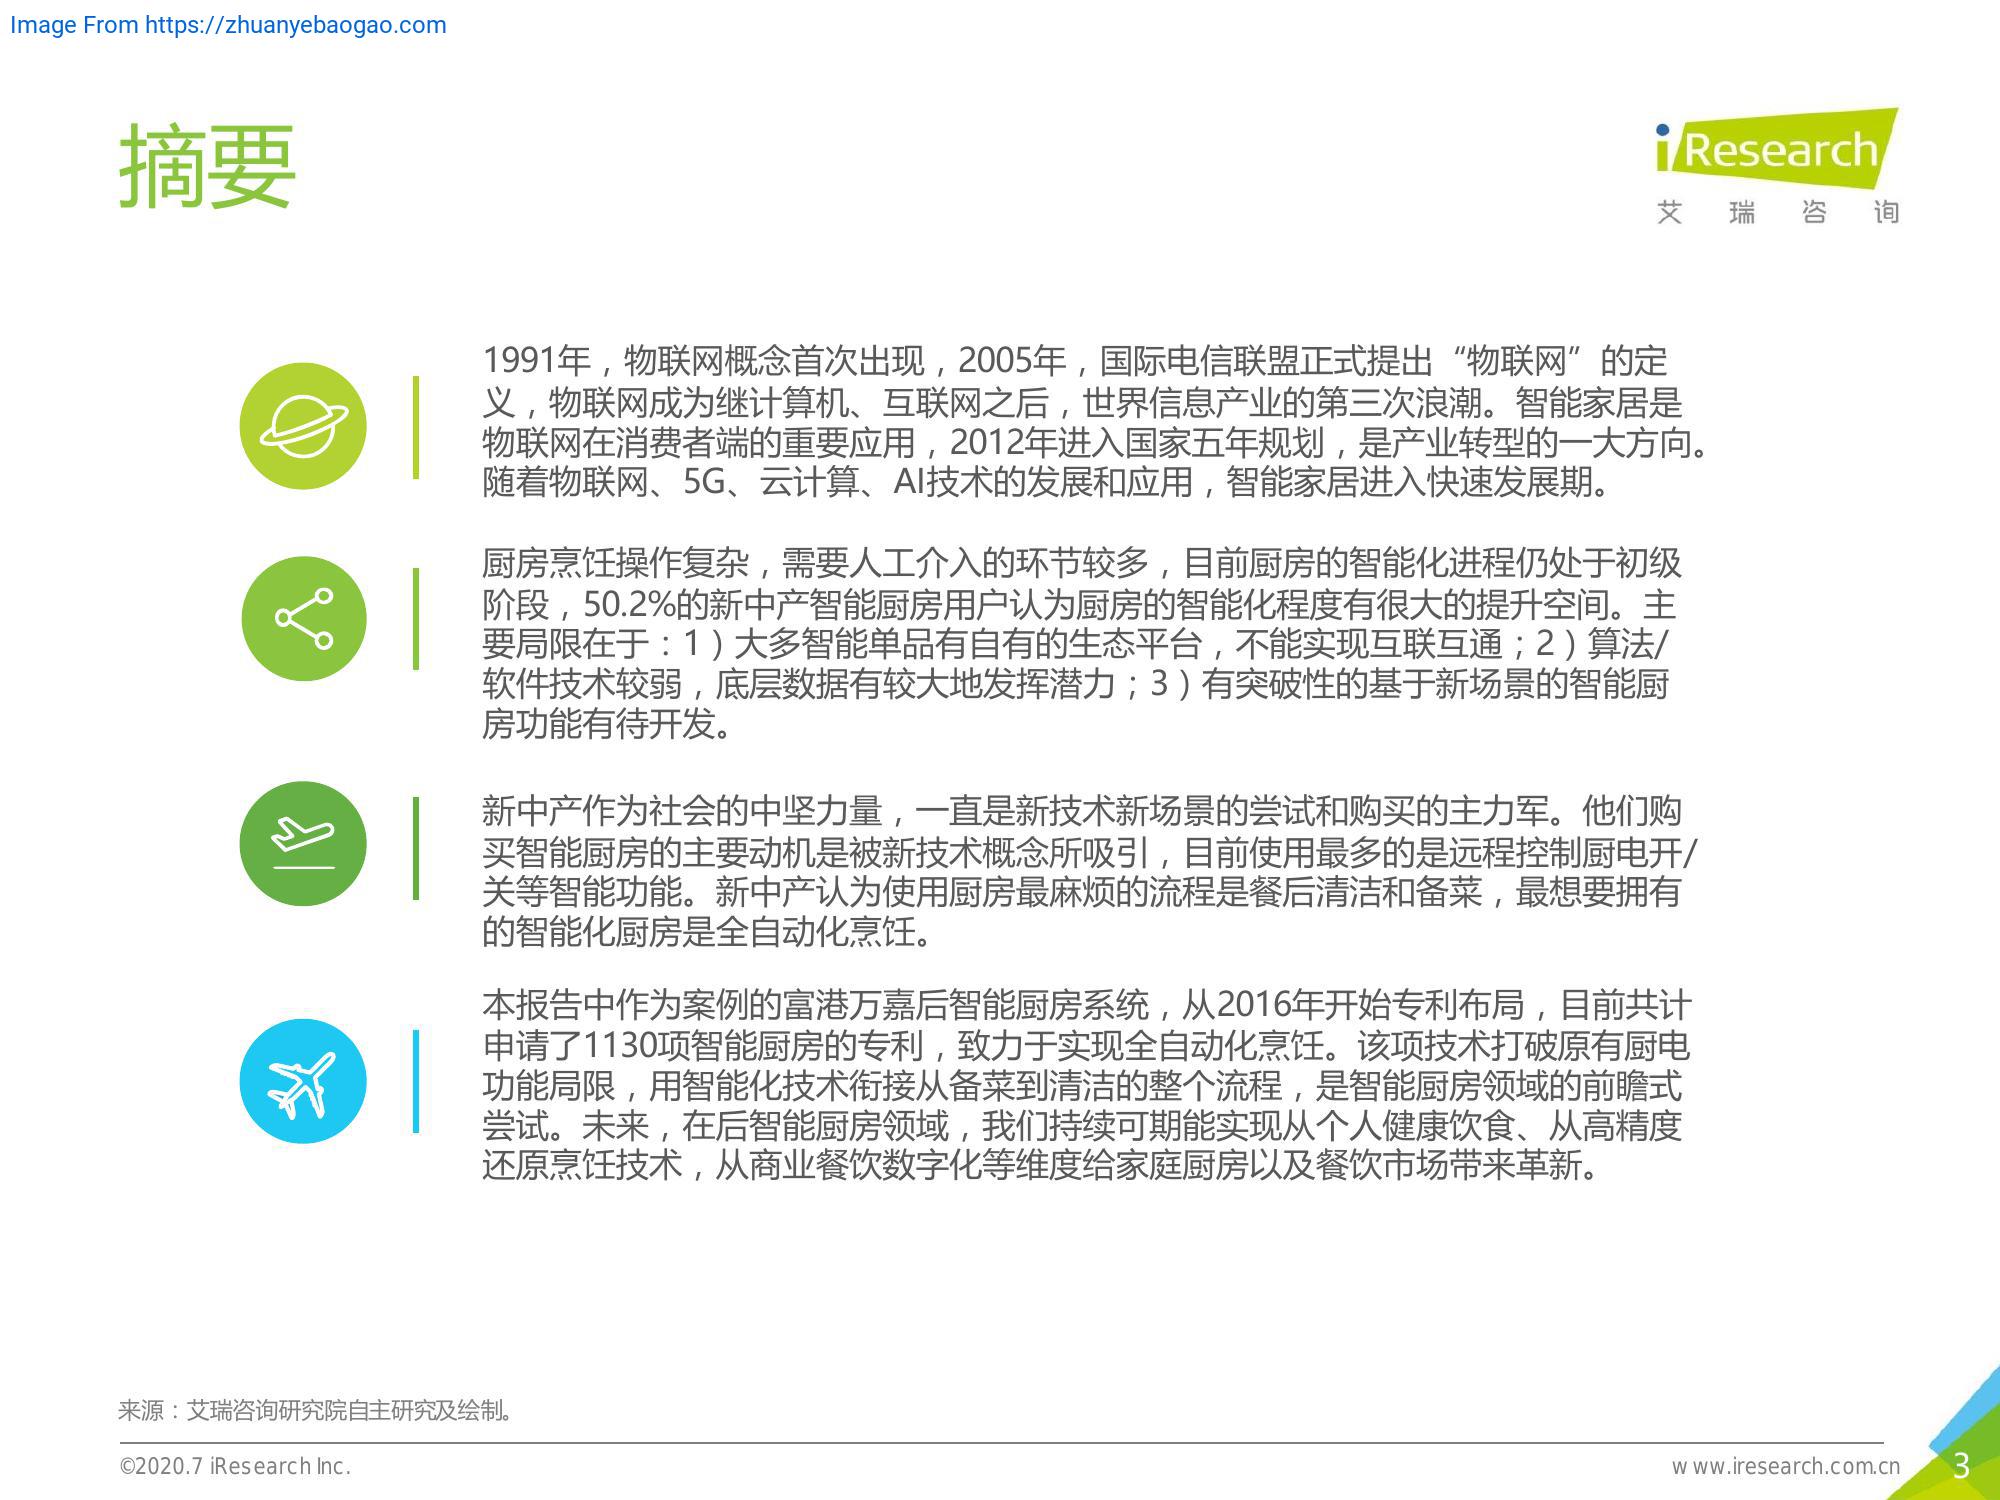 Image From https://zhuanyebaogao.com
摘要
iResearch
艾瑞咨询
1991年，物联网概念首次出现，2005年，国际电信联盟正式提出“物联网”的定
义，物联网成为继计算机、互联网之后，世界信息产业的第三次浪潮。智能家居是
物联网在消费者端的重要应用，2012年进入国家五年规划，是产业转型的一大方向。
随着物联网、5G、云计算、AI技术的发展和应用，智能家居进入快速发展期。
厨房烹饪操作复杂，需要人工介入的环节较多，目前厨房的智能化进程仍处于初级
阶段，50.2%的新中产智能厨房用户认为厨房的智能化程度有很大的提升空间。主
要局限在于：1）大多智能单品有自有的生态平台，不能实现互联互通；2）算法/
软件技术较弱，底层数据有较大地发挥潜力；3）有突破性的基于新场景的智能厨
房功能有待开发。
新中产作为社会的中坚力量，一直是新技术新场景的尝试和购买的主力军。他们购
买智能厨房的主要动机是被新技术概念所吸引，目前使用最多的是远程控制厨电开/
关等智能功能。新中产认为使用厨房最麻烦的流程是餐后清洁和备菜，最想要拥有
的智能化厨房是全自动化烹饪。
本报告中作为案例的富港万嘉后智能厨房系统，从2016年开始专利布局，目前共计
申请了1130项智能厨房的专利，致力于实现全自动化烹饪。该项技术打破原有厨电
功能局限，用智能化技术衔接从备菜到清洁的整个流程，是智能厨房领域的前瞻式
尝试。未来，在后智能厨房领域，我们持续可期能实现从个人健康饮食、从高精度
还原烹饪技术，从商业餐饮数字化等维度给家庭厨房以及餐饮市场带来革新。
来源：艾瑞咨询研究院自主研究及绘制。
©2020.7 iResearch Inc.
www.iresearch.com.cn
3